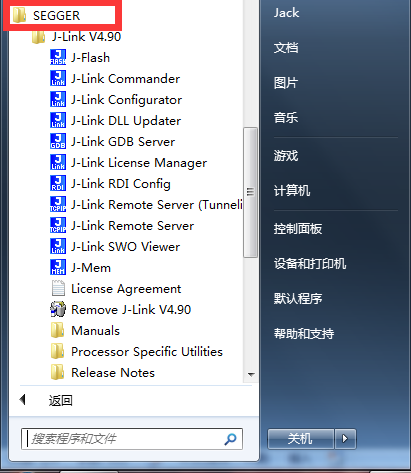 SEGGER
J-Link V4.90
J-Flash
J-Link Commander
J-Link Configurator
J-Link DLL Updater
J-Link GDB Server
J-Link License Manager
J-Link RDI Config
J-Link Remote Server (Tunneli
J-Link Remote Server
J-Link SWO Viewer
J-Mem
License Agreement
Remove J-Link V4.90
Manuals
Processor Specific Utilities
Release Notes
返回
搜索程序和文件
Jack
文档
图片
音乐
游戏
计算机
控制面板
设备和打印机
默认程序
帮助和支持
关机